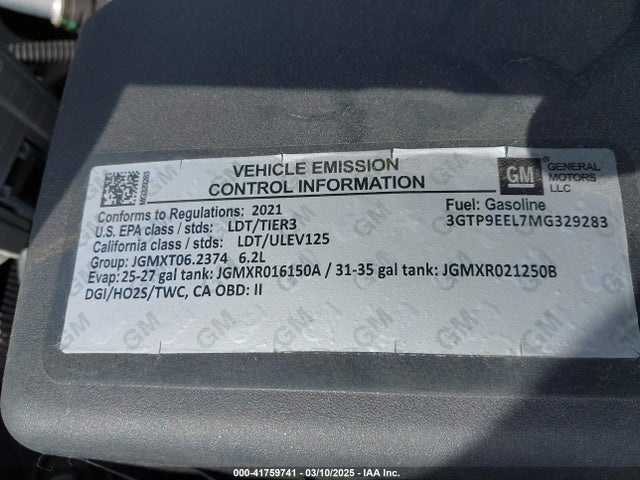 MG329283
VEHICLE EMISSION
CONTROL INFORMATION
GM
GENERAL
MOTORS
LLC
Fuel: Gasoline
Conforms to Regulations: 2021
3GTP9EEL7MG329283
U.S. EPA class / stds: LDT/TIER3
California class / stds: LDT/ULEV125
Group: JGMXT06.2374 6.2L
Evap: 25-27 gal tank: JGMXR016150A / 31-35 gal tank: JGMXR021250B
DGI/HO2S/TWC, CA OBD: II
000-41759741 - 03/10/2025 - IAA Inc.